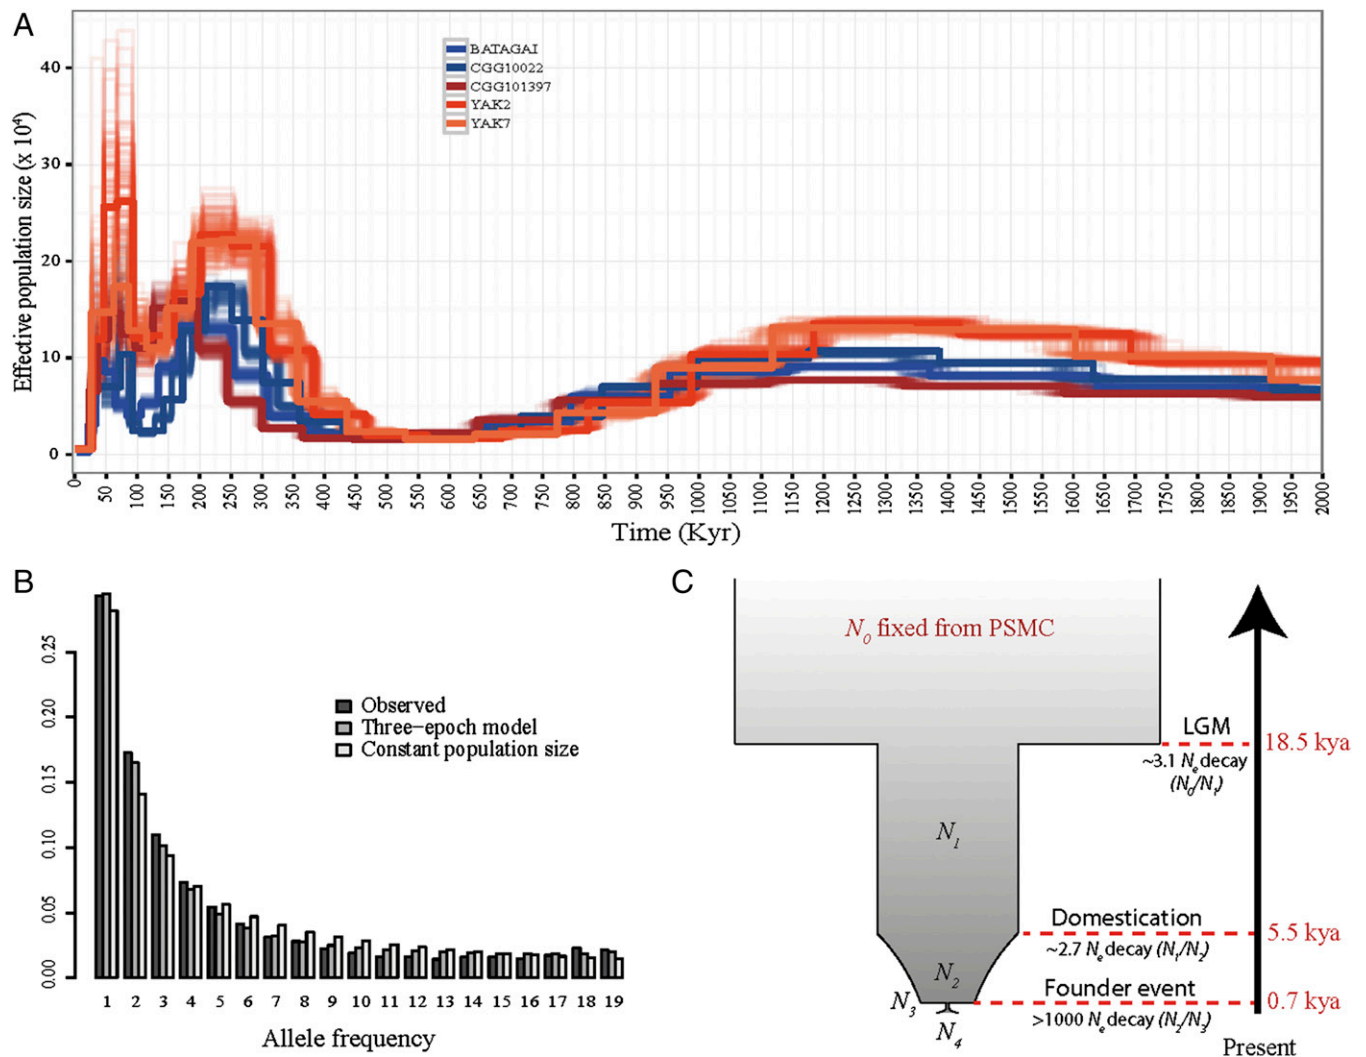 A
Effective population size (x 10⁴)
40
30
20
10
0
BATAGAI
CGG10022
CGG101397
YAK2
YAK7
0 50 100 150 200 250 300 350 400 450 500 550 600 650 700 750 800 850 900 950 1000 1050 1100 1150 1200 1250 1300 1350 1400 1450 1500 1550 1600 1650 1700 1750 1800 1850 1900 1950 2000
Time (Kyr)
B
0.25
0.20
0.15
0.10
0.05
0.00
Observed
Three-epoch model
Constant population size
1 2 3 4 5 6 7 8 9 10 11 12 13 14 15 16 17 18 19
Allele frequency
C
N₀ fixed from PSMC
LGM
18.5 kya
~3.1 Nₑ decay
(N₀/N₁)
N₁
Domestication
5.5 kya
~2.7 Nₑ decay (N₁/N₂)
N₂
Founder event
N₃
0.7 kya
>1000 Nₑ decay (N₂/N₃)
N₄
Present